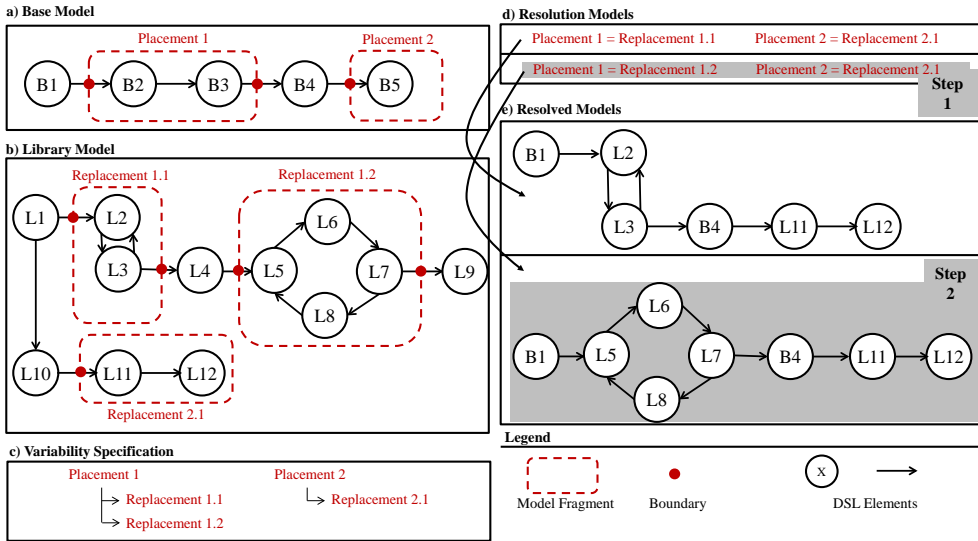 a) Base Model
Placement 1
Placement 2
B1
B2
B3
B4
B5
b) Library Model
Replacement 1.1
Replacement 1.2
L1
L2
L3
L4
L5
L6
L7
L8
L9
L10
L11
L12
Replacement 2.1
c) Variability Specification
Placement 1
Replacement 1.1
Replacement 1.2
Placement 2
Replacement 2.1
d) Resolution Models
Placement 1 = Replacement 1.1
Placement 2 = Replacement 2.1
Placement 1 = Replacement 1.2
Placement 2 = Replacement 2.1
Step
1
e) Resolved Models
B1
L2
L3
B4
L11
L12
Step
2
B1
L5
L6
L7
L8
B4
L11
L12
Legend
Model Fragment
Boundary
X
DSL Elements